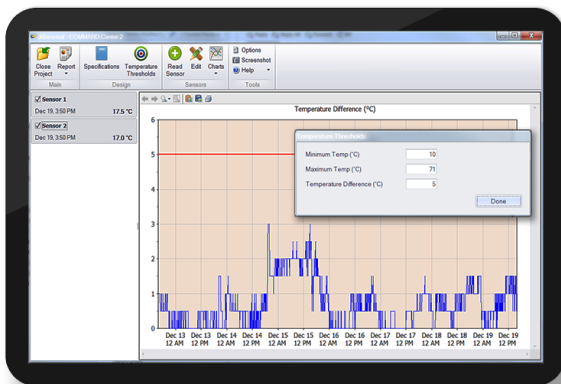 COMMAND Center 2
Close Project
Report
Specifications
Temperature Thresholds
Read Sensor
Edit
Charts
Options
Screenshot
Help
Main
Design
Sensors
Tools
Sensor 1
Dec 19, 3:50 PM 17.5 °C
Sensor 2
Dec 19, 3:50 PM 17.0 °C
Temperature Difference (°C)
Temperature Thresholds
Minimum Temp (°C) 10
Maximum Temp (°C) 71
Temperature Difference (°C) 5
Done
6
5
4
3
2
1
0
Dec 13 Dec 13 Dec 14 Dec 14 Dec 15 Dec 15 Dec 16 Dec 16 Dec 17 Dec 17 Dec 18 Dec 18 Dec 19 Dec 19
12 AM 12 PM 12 AM 12 PM 12 AM 12 PM 12 AM 12 PM 12 AM 12 PM 12 AM 12 PM 12 AM 12 PM